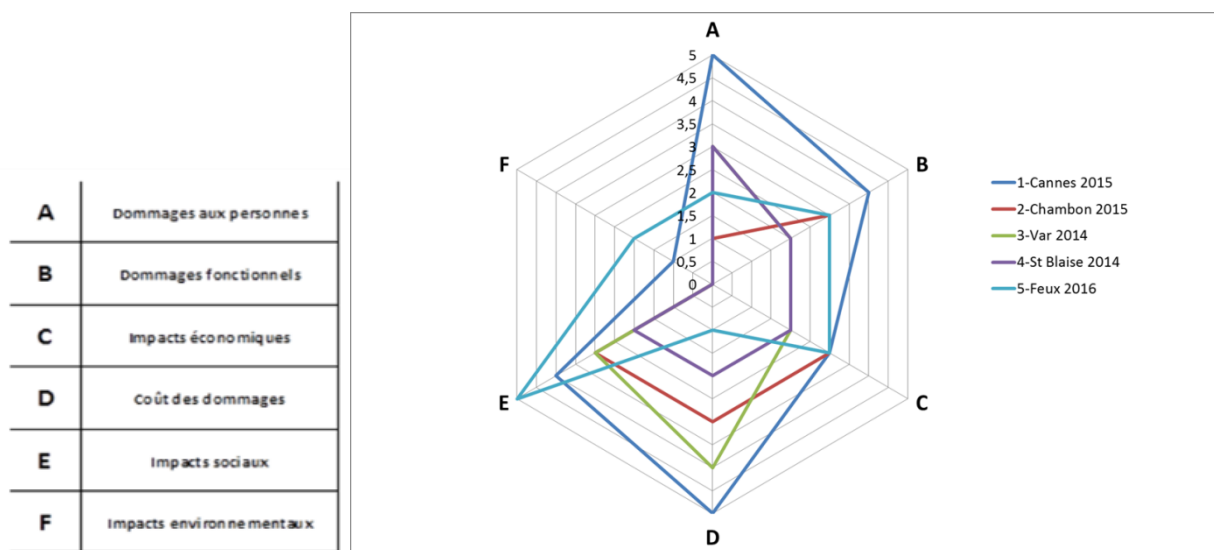 A Dommages aux personnes
B Dommages fonctionnels
C Impacts économiques
D Coût des dommages
E Impacts sociaux
F Impacts environnementaux
A
5
4,5
4
3,5
3
2,5
2
1,5
1
0,5
0
B
C
D
E
F
1-Cannes 2015
2-Chambon 2015
3-Var 2014
4-St Blaise 2014
5-Feux 2016